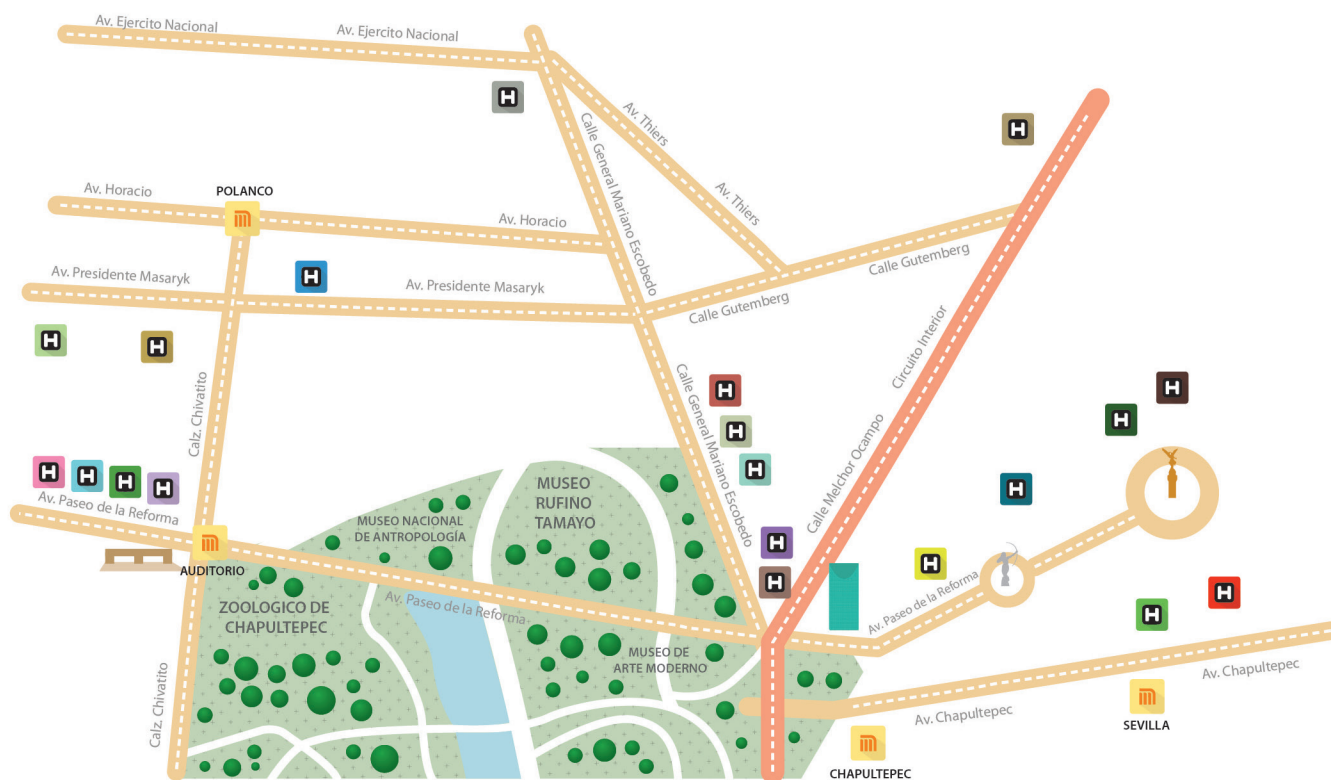 Av. Ejercito Nacional
Av. Ejercito Nacional
H
Av. Thiers
H
Calle General Mariano Escobedo
Av. Thiers
POLANCO
Av. Horacio
Av. Horacio
Calle Gutemberg
Av. Presidente Masaryk
H
Av. Presidente Masaryk
Calle Gutemberg
Circuito Interior
H
H
Calz. Chivatito
Calle General Mariano Escobedo
H
H
H
H
H
Calle Melchor Ocampo
H
H
H
H
H
H
Av. Paseo de la Reforma
MUSEO
RUFINO
TAMAYO
MUSEO NACIONAL
DE ANTROPOLOGÍA
H
H
H
AUDITORIO
Av. Paseo de la Reforma
Av. Paseo de la Reforma
H
H
ZOOLOGICO DE
CHAPULTEPEC
MUSEO DE
ARTE MODERNO
Av. Chapultepec
Calz. Chivatito
Av. Chapultepec
SEVILLA
CHAPULTEPEC